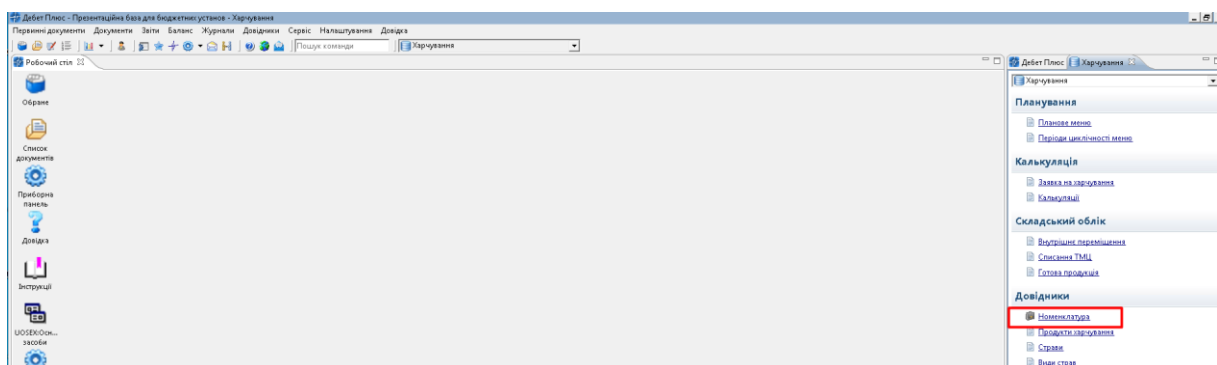 Дебет Плюс - Презентаційна база для бюджетних установ - Харчування
Первинні документи Документи Звіти Баланс Журнали Довідники Сервіс Налаштування Довідка
Пошук команди
Харчування
Робочий стіл
Обране
Список документів
Приборна панель
Довідка
Інструкції
UOSEX:Осн... засоби
Дебет Плюс Харчування
Харчування
Планування
Планове меню
Періоди циклічності меню
Калькуляція
Заявка на харчування
Калькуляції
Складський облік
Внутрішнє переміщення
Списання ТМЦ
Готова продукція
Довідники
Номенклатура
Продукти харчування
Страви
Види страв